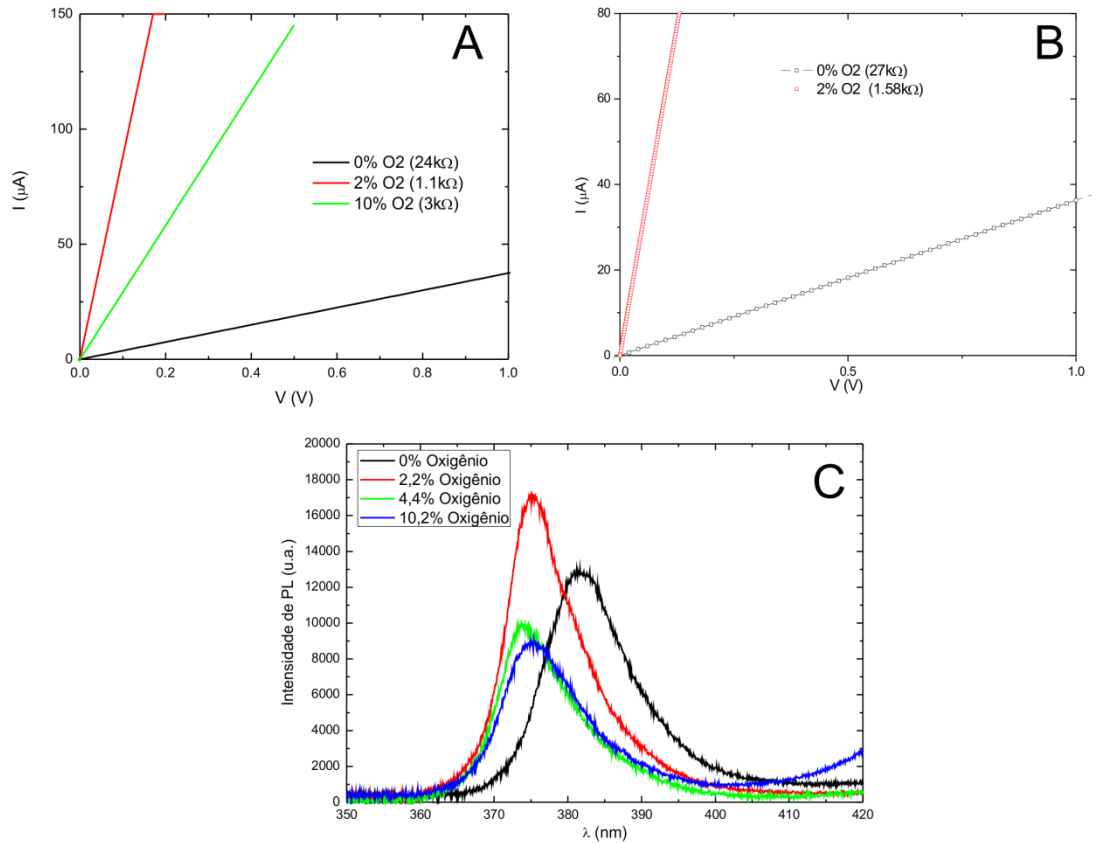 A
150
100
50
0
I (μA)
0% O2 (24kΩ)
2% O2 (1.1kΩ)
10% O2 (3kΩ)
0.0 0.2 0.4 0.6 0.8 1.0
V (V)
B
80
60
40
20
0
I (μA)
0% O2 (27kΩ)
2% O2 (1.58kΩ)
0.0 0.5 1.0
V (V)
C
20000
18000
16000
14000
12000
10000
8000
6000
4000
2000
0
Intensidade de PL (u.a.)
0% Oxigênio
2,2% Oxigênio
4,4% Oxigênio
10,2% Oxigênio
350 360 370 380 390 400 410 420
λ (nm)